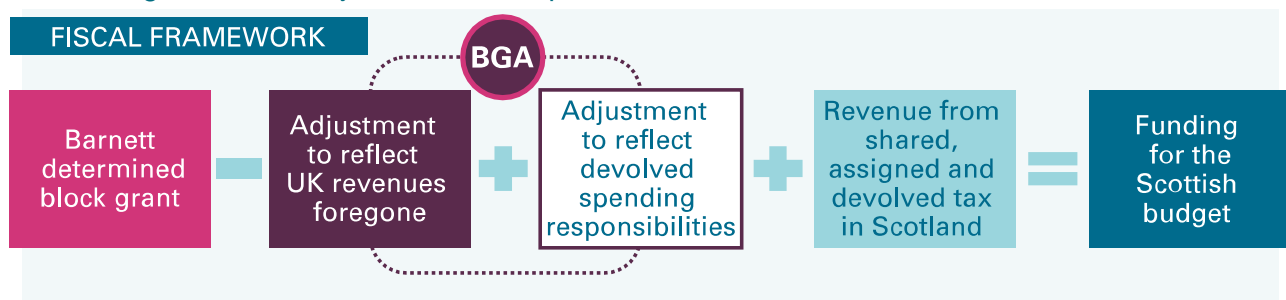 FISCAL FRAMEWORK
BGA
Barnett
determined
block grant
Adjustment
to reflect
UK revenues
foregone
Adjustment
to reflect
devolved
spending
responsibilities
Revenue from
shared,
assigned and
devolved tax
in Scotland
Funding
for the
Scottish
budget